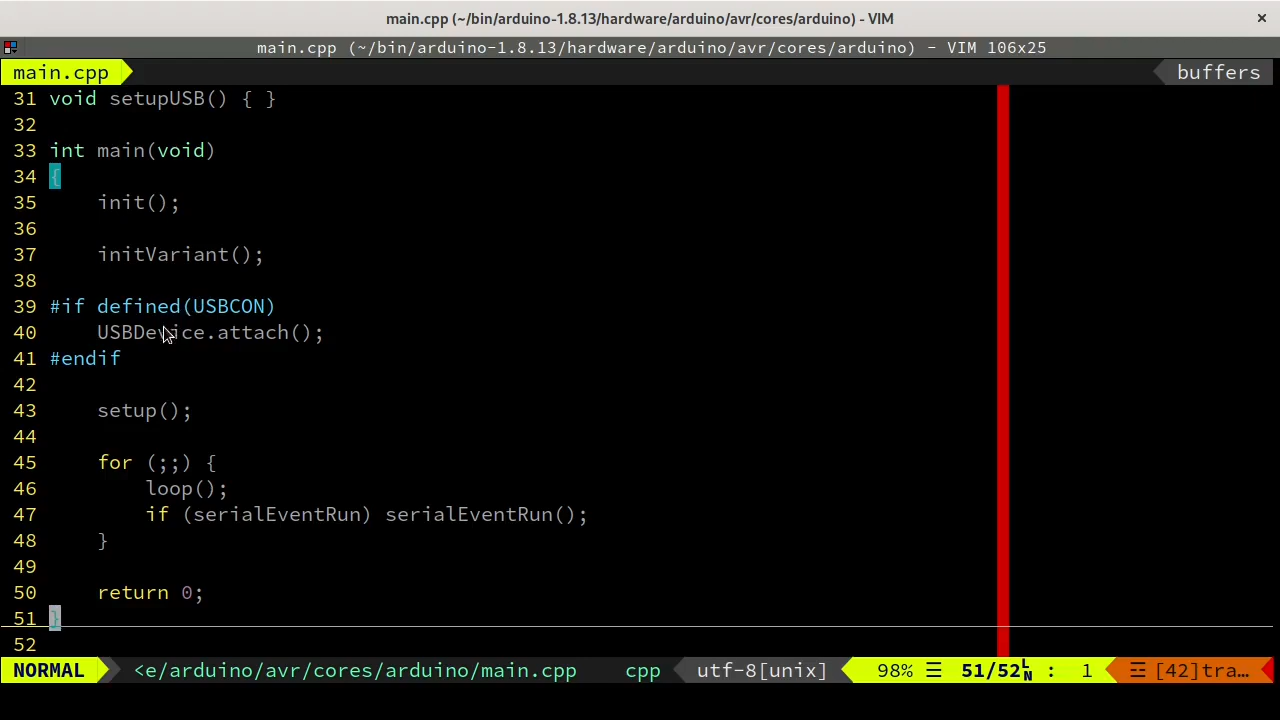 main.cpp (~/bin/arduino-1.8.13/hardware/arduino/avr/cores/arduino) - VIM
main.cpp (~/bin/arduino-1.8.13/hardware/arduino/avr/cores/arduino) - VIM 106x25
main.cpp buffers
31 void setupUSB() { }
32
33 int main(void)
34 {
35     init();
36
37     initVariant();
38
39 #if defined(USBCON)
40     USBDevice.attach();
41 #endif
42
43     setup();
44
45     for (;;) {
46         loop();
47         if (serialEventRun) serialEventRun();
48     }
49
50     return 0;
51 }
52
NORMAL <e/arduino/avr/cores/arduino/main.cpp cpp utf-8[unix] 98% ☰ 51/52␤ : 1 ☲ [42]tra…